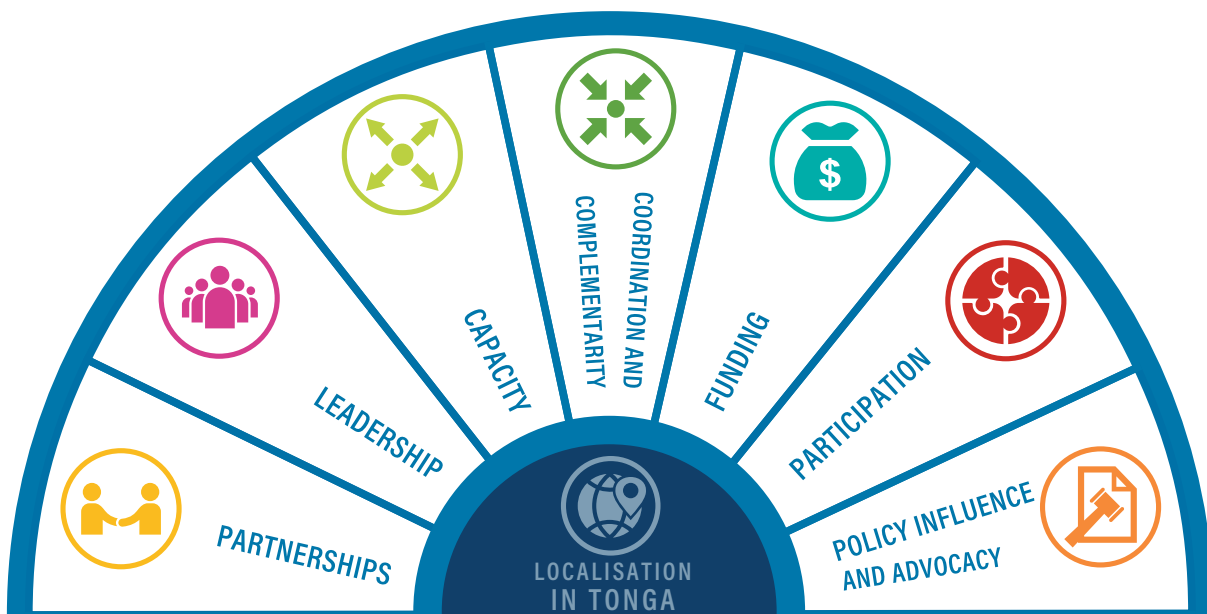 PARTNERSHIPS
LEADERSHIP
CAPACITY
COORDINATION AND
COMPLEMENTARITY
$
FUNDING
PARTICIPATION
POLICY INFLUENCE
AND ADVOCACY
LOCALISATION
IN TONGA